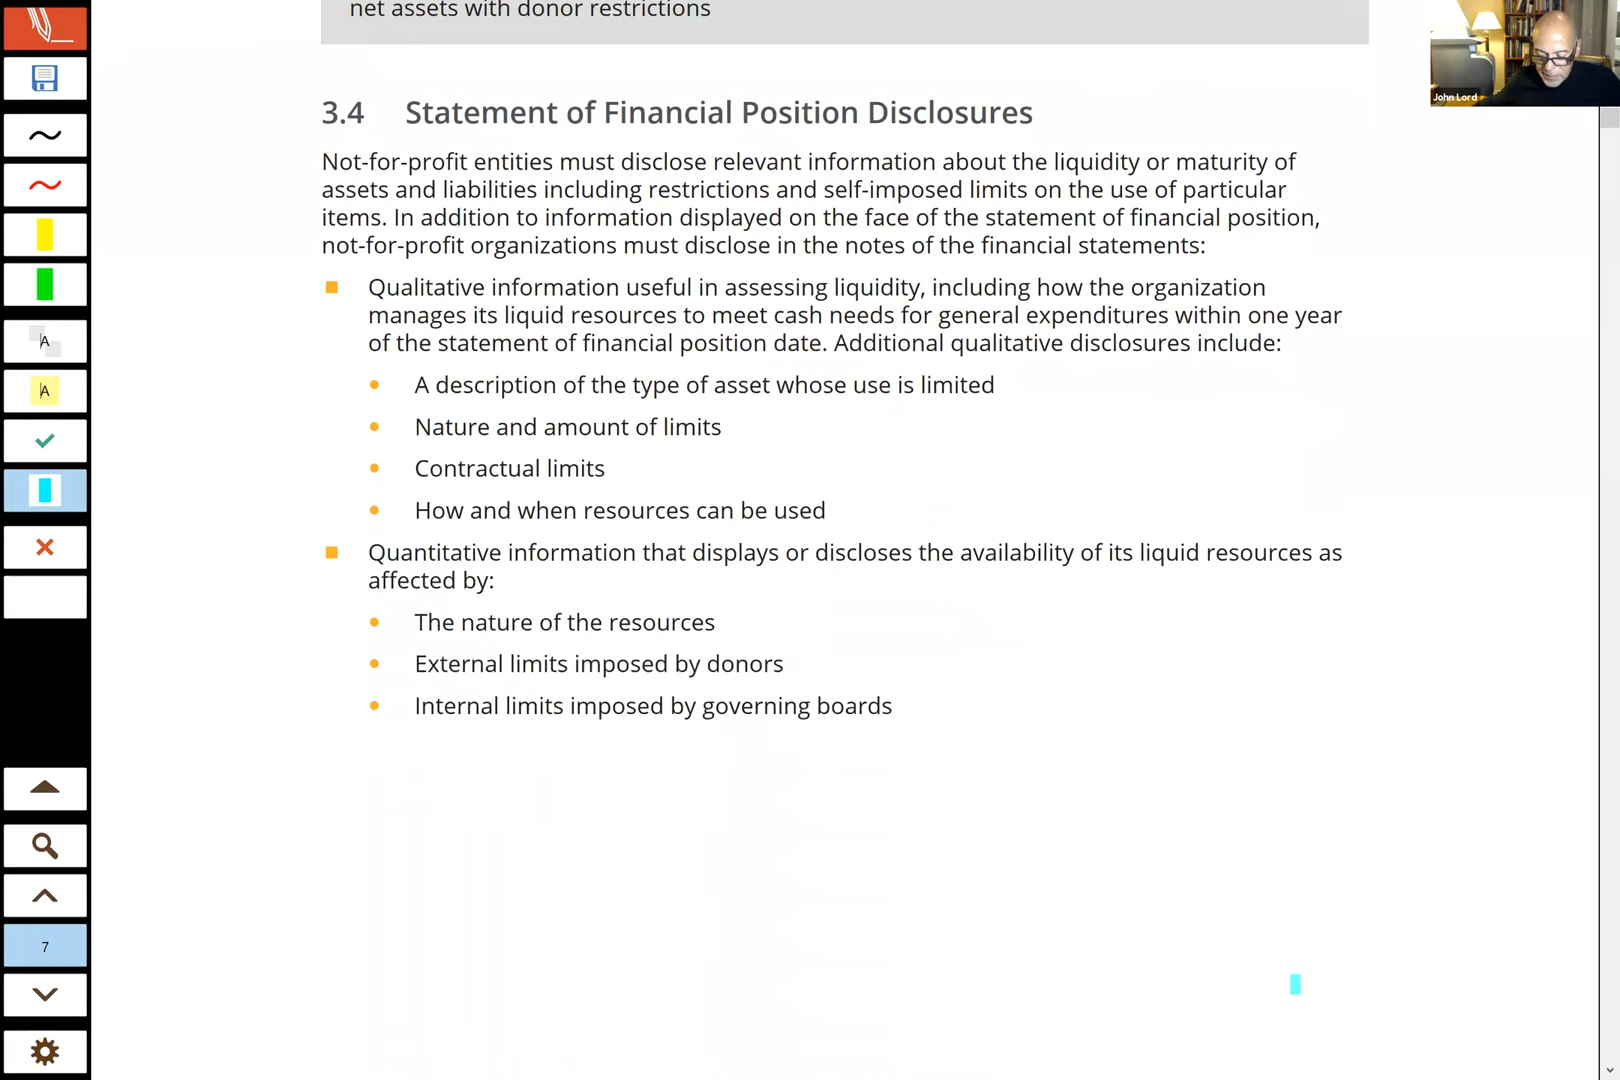 net assets with donor restrictions
John Lord
3.4 Statement of Financial Position Disclosures
Not-for-profit entities must disclose relevant information about the liquidity or maturity of
assets and liabilities including restrictions and self-imposed limits on the use of particular
items. In addition to information displayed on the face of the statement of financial position,
not-for-profit organizations must disclose in the notes of the financial statements:
Qualitative information useful in assessing liquidity, including how the organization
manages its liquid resources to meet cash needs for general expenditures within one year
of the statement of financial position date. Additional qualitative disclosures include:
A description of the type of asset whose use is limited
Nature and amount of limits
Contractual limits
How and when resources can be used
Quantitative information that displays or discloses the availability of its liquid resources as
affected by:
The nature of the resources
External limits imposed by donors
Internal limits imposed by governing boards
A
A
7